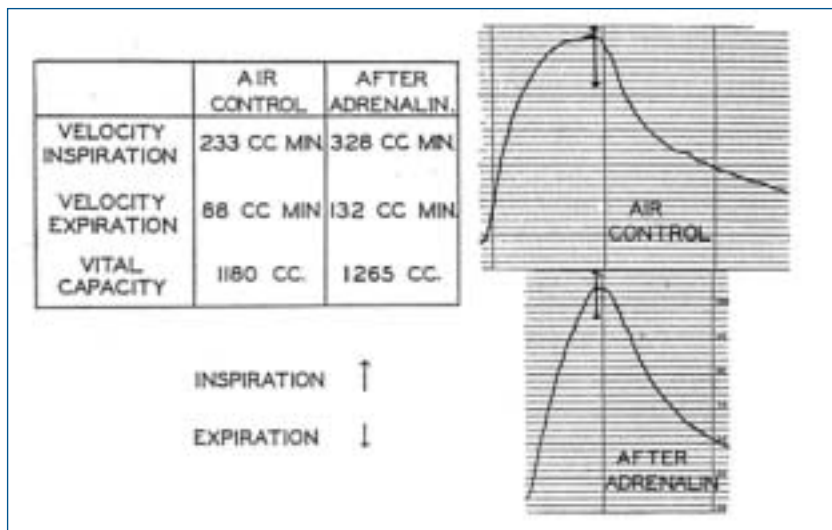 AIR CONTROL
AFTER ADRENALIN.
VELOCITY INSPIRATION
233 CC MIN.
328 CC MIN.
VELOCITY EXPIRATION
88 CC MIN
132 CC MIN.
VITAL CAPACITY
1180 CC.
1265 CC.
INSPIRATION ↑
EXPIRATION ↓
AIR
CONTROL
AFTER
ADRENALIN